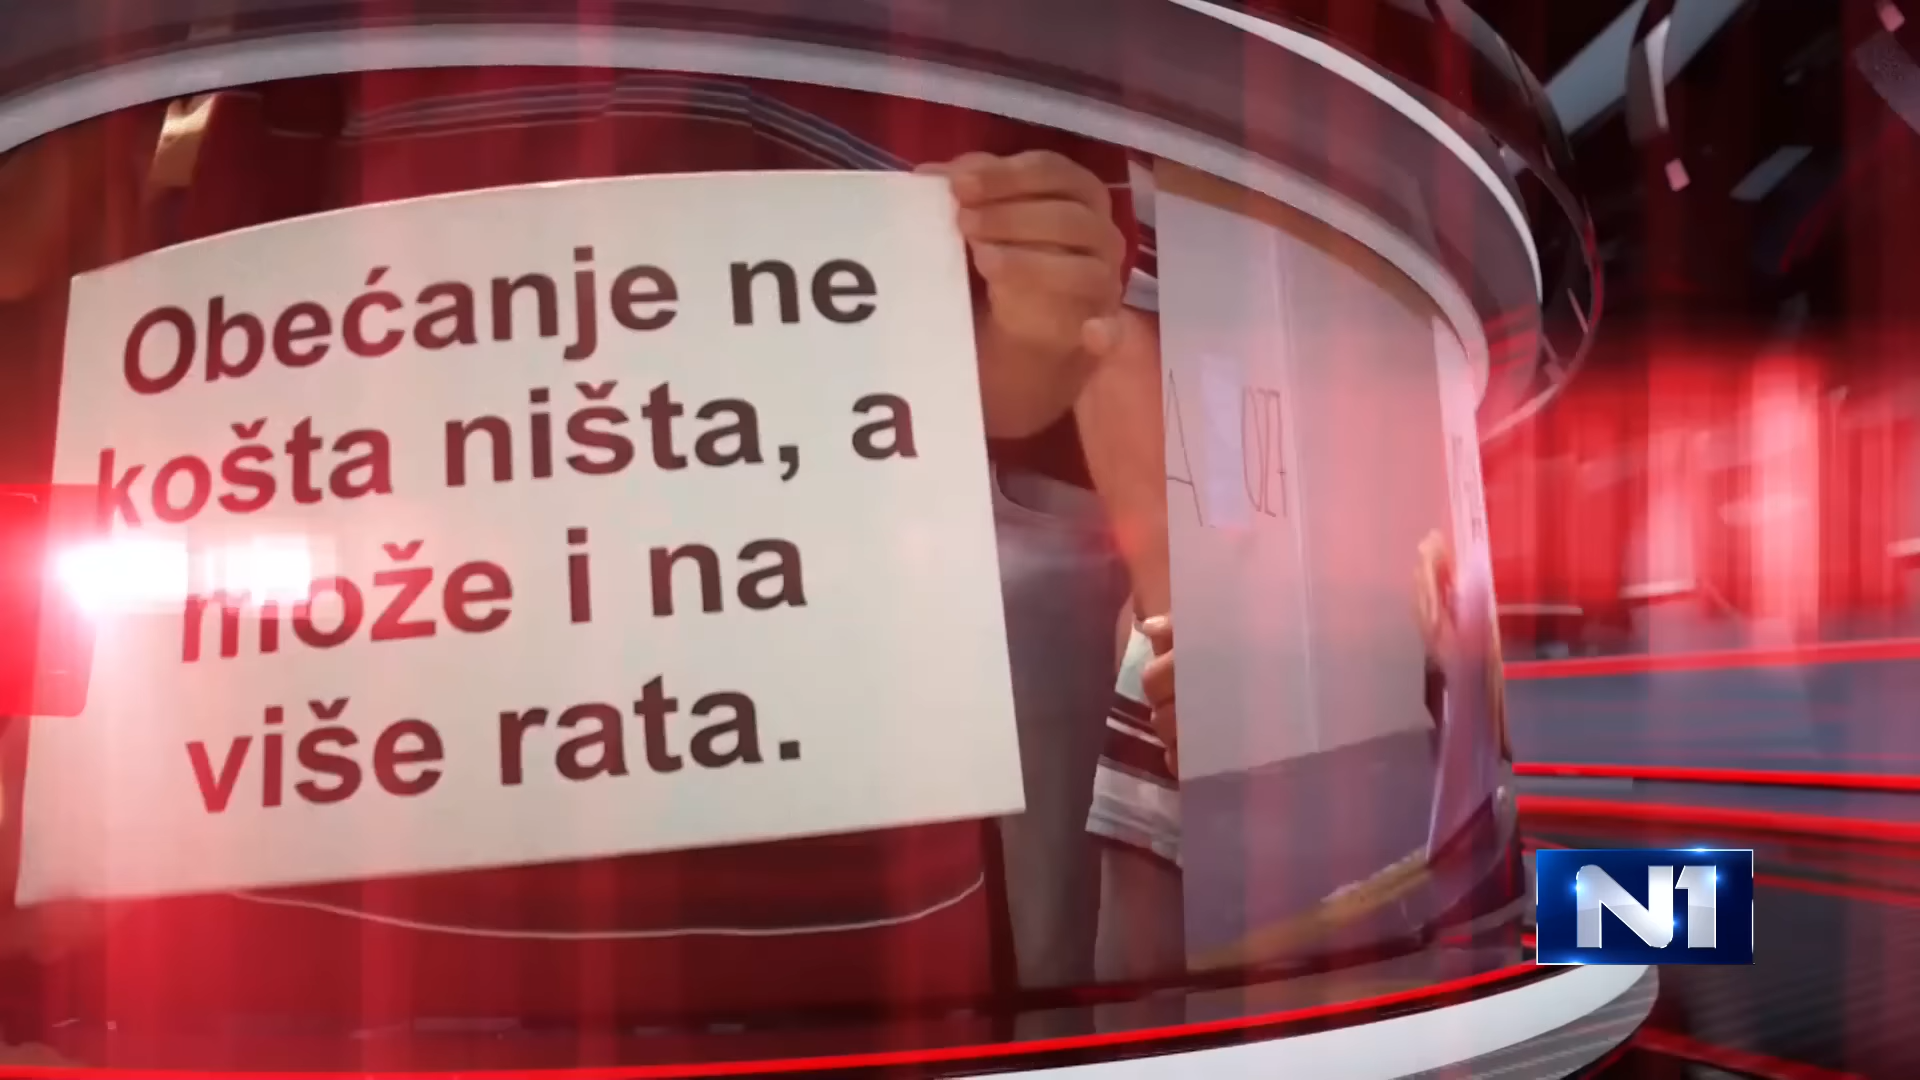 Obećanje ne
košta ništa, a
može i na
više rata.
N1